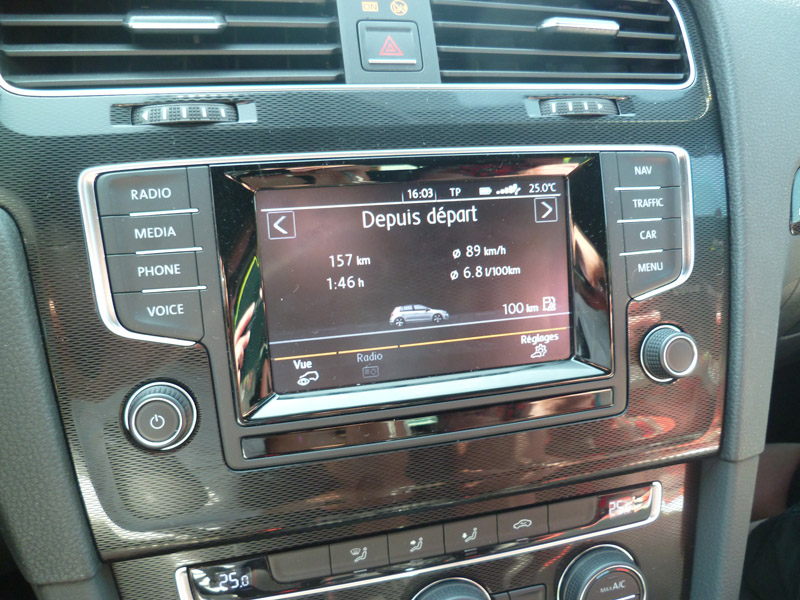 RADIO
MEDIA
PHONE
VOICE
16:03 TP 25.0°C
Depuis départ
157 km ø 89 km/h
1:46 h ø 6.8 l/100km
100 km
Vue Radio Réglages
NAV
TRAFFIC
CAR
MENU
25.0
MAX A/C